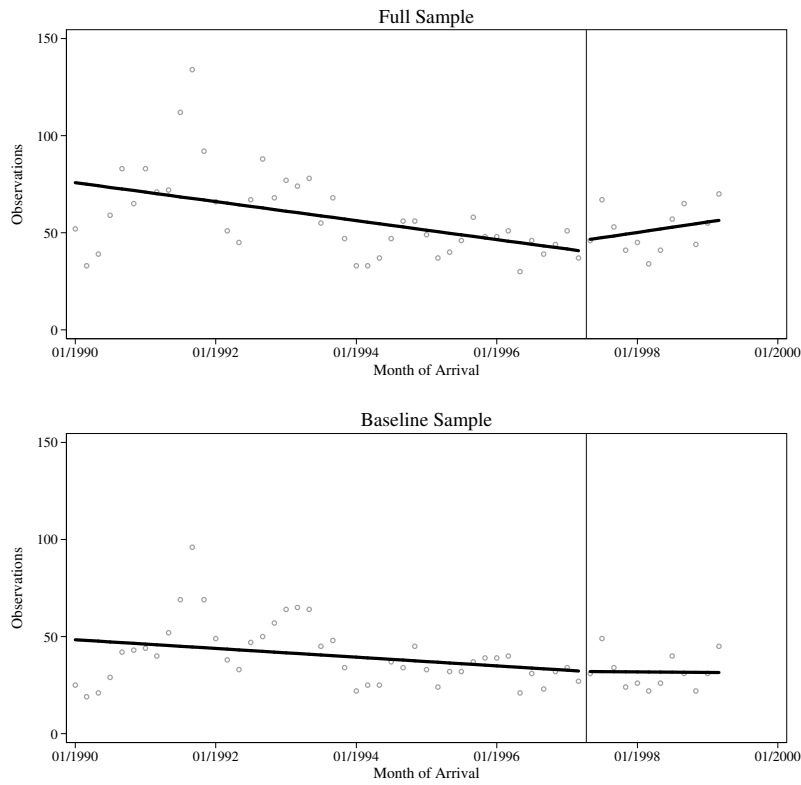 Full Sample
150
100
50
0
Observations
01/1990 01/1992 01/1994 01/1996 01/1998 01/2000
Month of Arrival
Baseline Sample
150
100
50
0
Observations
01/1990 01/1992 01/1994 01/1996 01/1998 01/2000
Month of Arrival